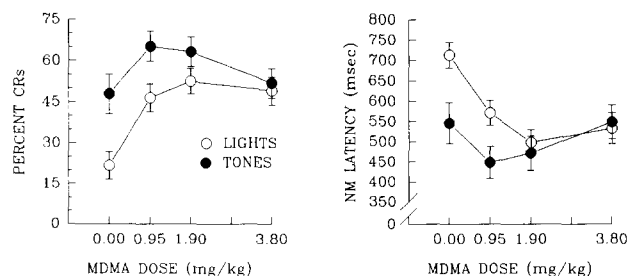 PERCENT CRs
75
60
45
30
15
LIGHTS
TONES
0.00 0.95 1.90 3.80
MDMA DOSE (mg/kg)
NM LATENCY (msec)
800
750
700
650
600
550
500
450
400
350
0
0.00 0.95 1.90 3.80
MDMA DOSE (mg/kg)